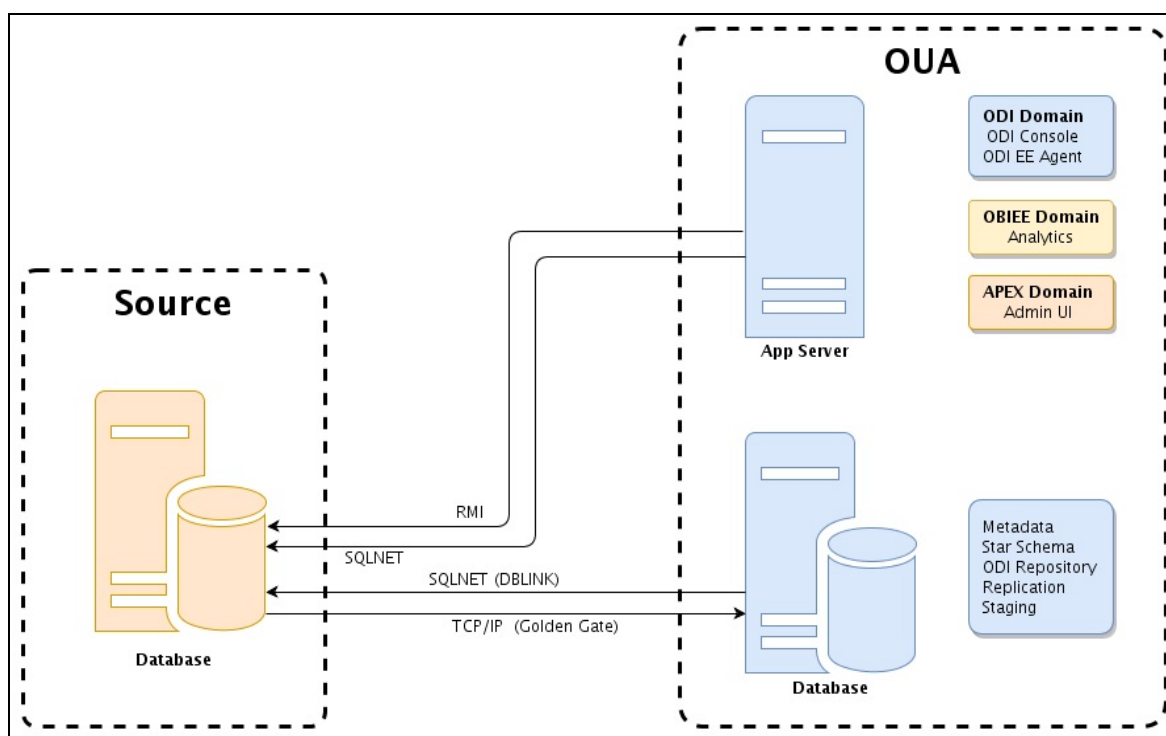 OUA
ODI Domain
ODI Console
ODI EE Agent
OBIEE Domain
Analytics
APEX Domain
Admin UI
App Server
Source
RMI
SQLNET
SQLNET (DBLINK)
TCP/IP (Golden Gate)
Database
Metadata
Star Schema
ODI Repository
Replication
Staging
Database